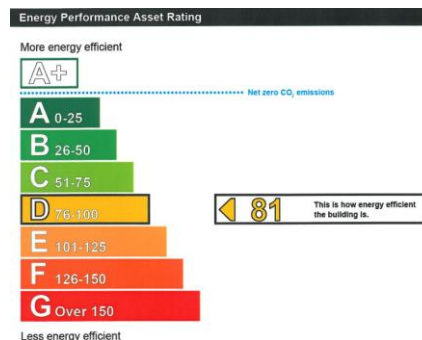 Energy Performance Asset Rating
More energy efficient
A+
Net zero CO₂ emissions
A 0-25
B 26-50
C 51-75
D 76-100
81
This is how energy efficient
the building is.
E 101-125
F 126-150
G Over 150
Less energy efficient